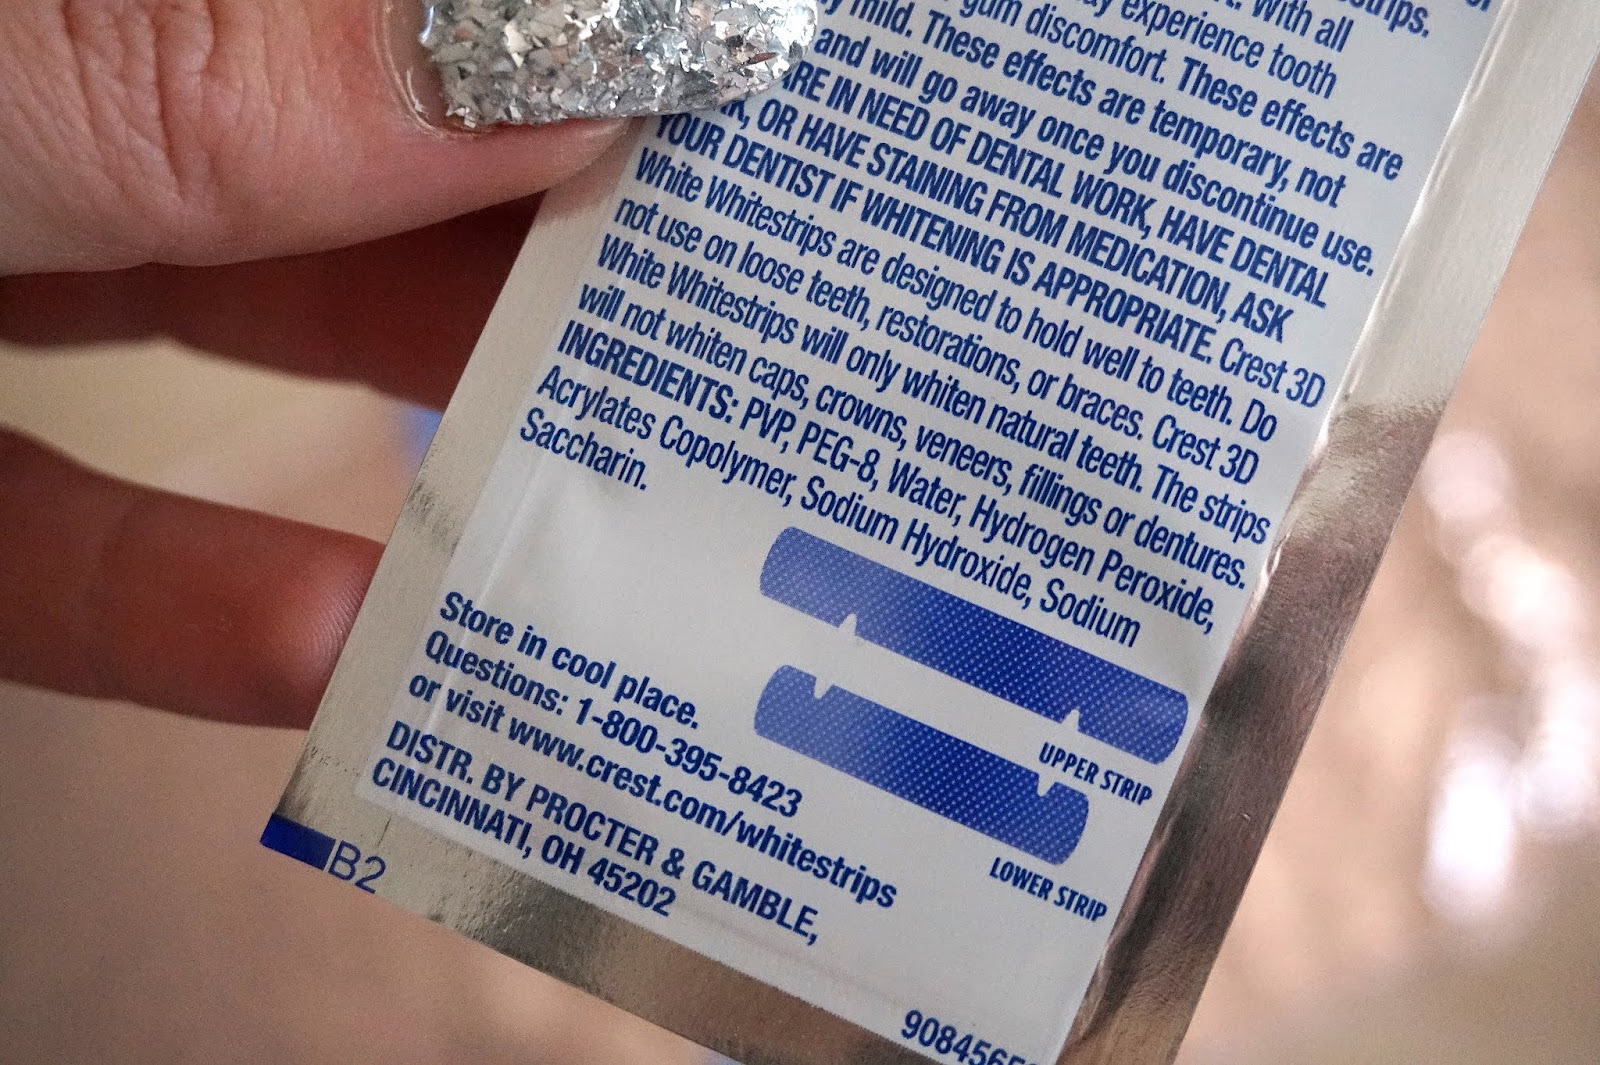 strips.
With all
experience tooth
gum discomfort. These effects are
mild. These effects are temporary, not
and will go away once you discontinue use.
ARE IN NEED OF DENTAL WORK, HAVE DENTAL
OR HAVE STAINING FROM MEDICATION, ASK
YOUR DENTIST IF WHITENING IS APPROPRIATE. Crest 3D
White Whitestrips are designed to hold well to teeth. Do
not use on loose teeth, restorations, or braces. Crest 3D
White Whitestrips will only whiten natural teeth. The strips
will not whiten caps, crowns, veneers, fillings or dentures.
INGREDIENTS: PVP, PEG-8, Water, Hydrogen Peroxide,
Acrylates Copolymer, Sodium Hydroxide, Sodium
Saccharin.
UPPER STRIP
LOWER STRIP
Store in cool place.
Questions: 1-800-395-8423
or visit www.crest.com/whitestrips
DISTR. BY PROCTER & GAMBLE,
CINCINNATI, OH 45202
B2